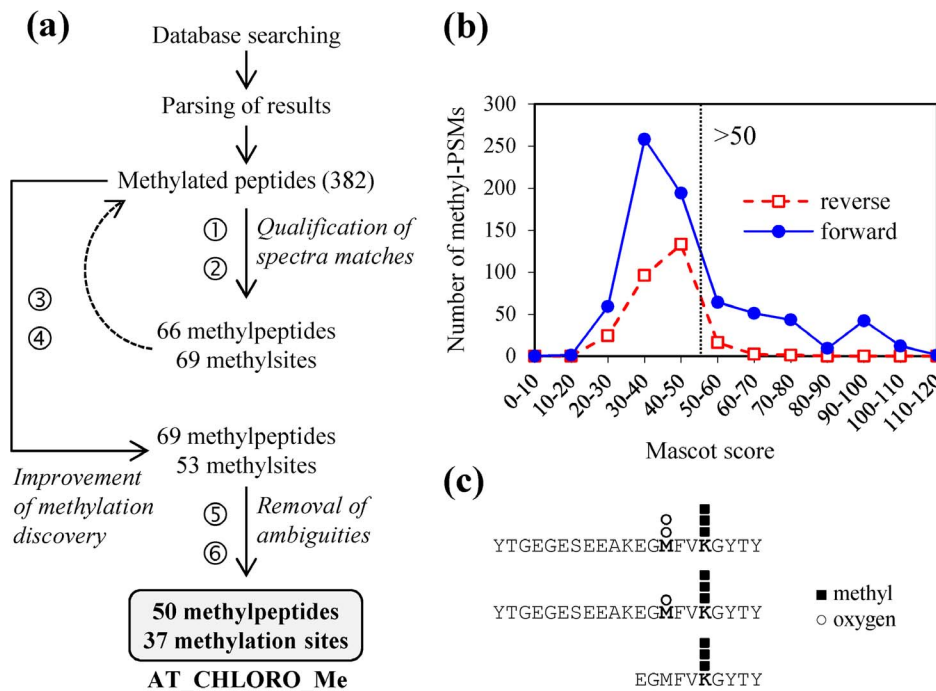 (a)
Database searching
Parsing of results
Methylated peptides (382)
①
②
Qualification of
spectra matches
③
④
66 methylpeptides
69 methylsites
69 methylpeptides
53 methylsites
Improvement
of methylation
discovery
⑤
⑥
Removal of
ambiguities
50 methylpeptides
37 methylation sites
AT_CHLORO_Me
(b)
Number of methyl-PSMs
300
250
200
150
100
50
0
>50
reverse
forward
0-10
10-20
20-30
30-40
40-50
50-60
60-70
70-80
80-90
90-100
100-110
110-120
Mascot score
(c)
YTGEGESEEAKEGMFVKGYTY
YTGEGESEEAKEGMFVKGYTY
EGMFVKGYTY
methyl
oxygen